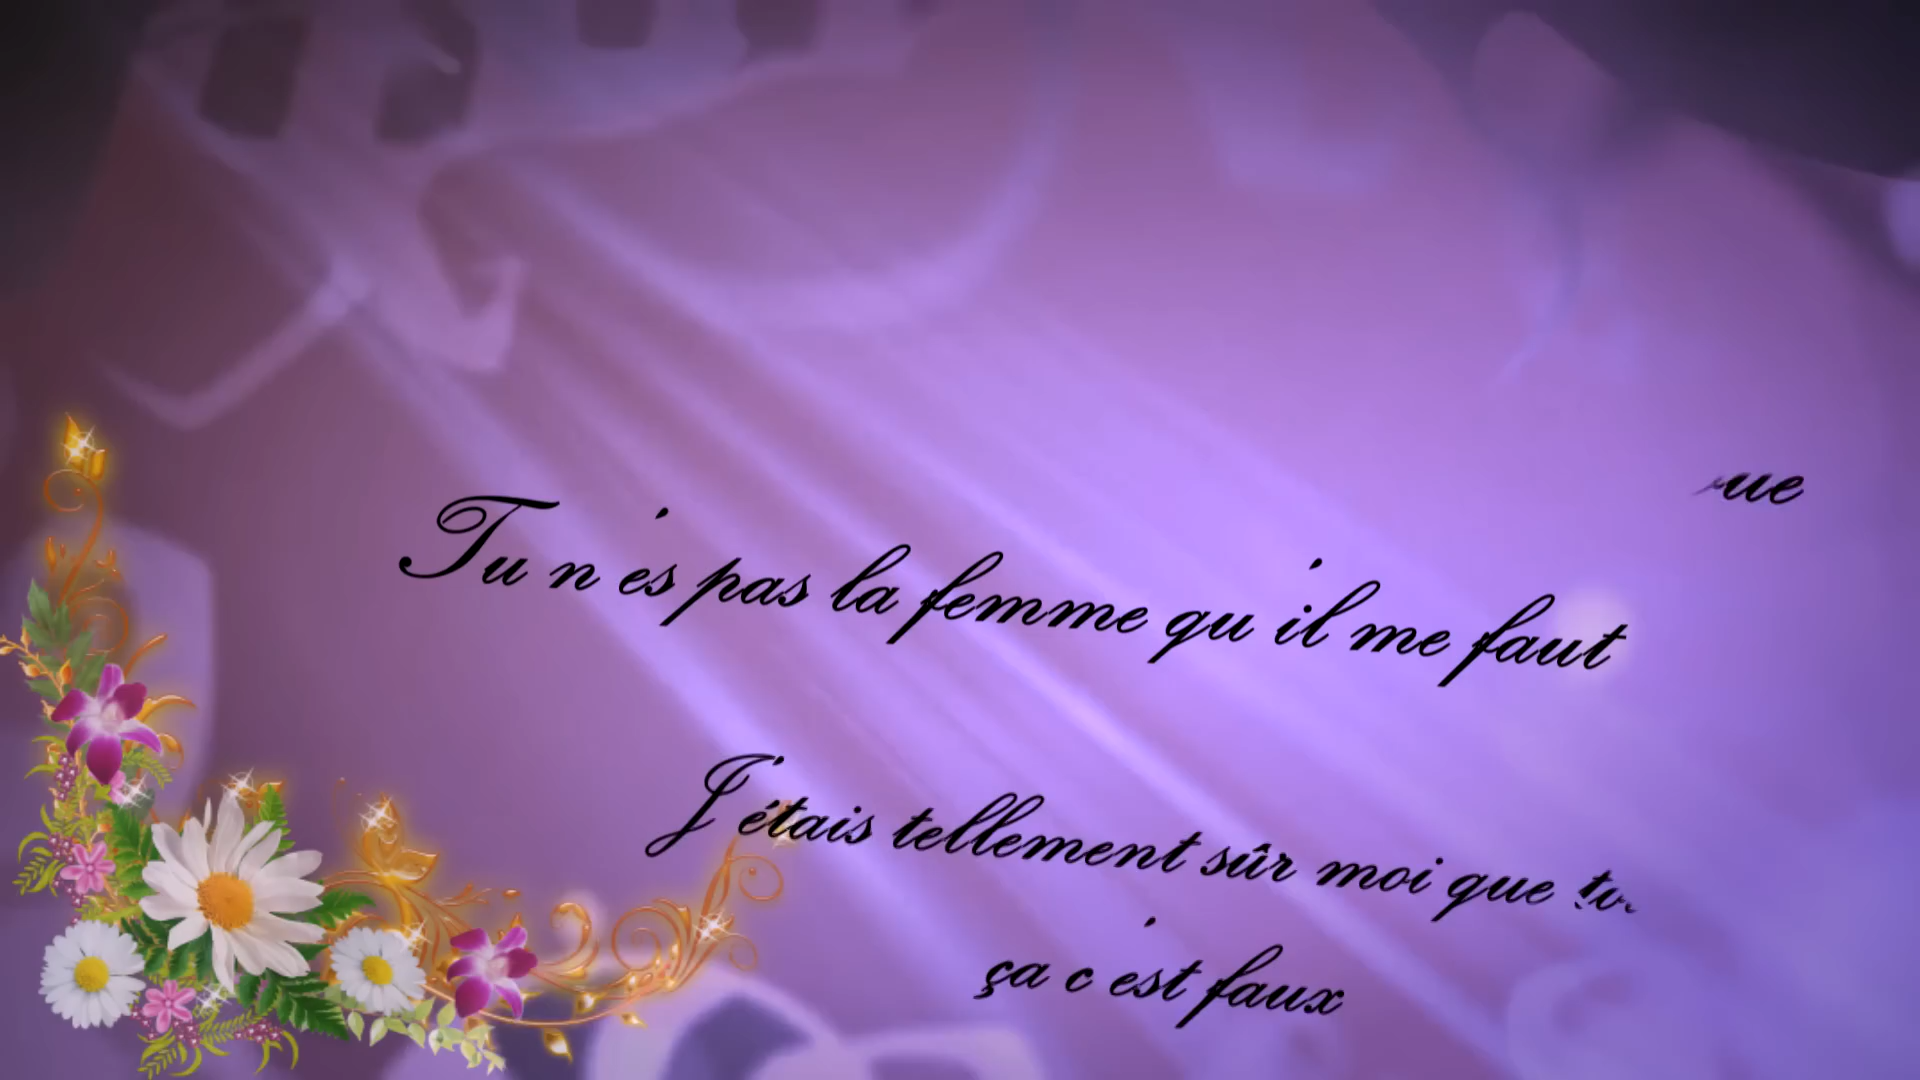 Tu n'es pas la femme qu'il me faut
J'étais tellement sûr moi que
ça c'est faux